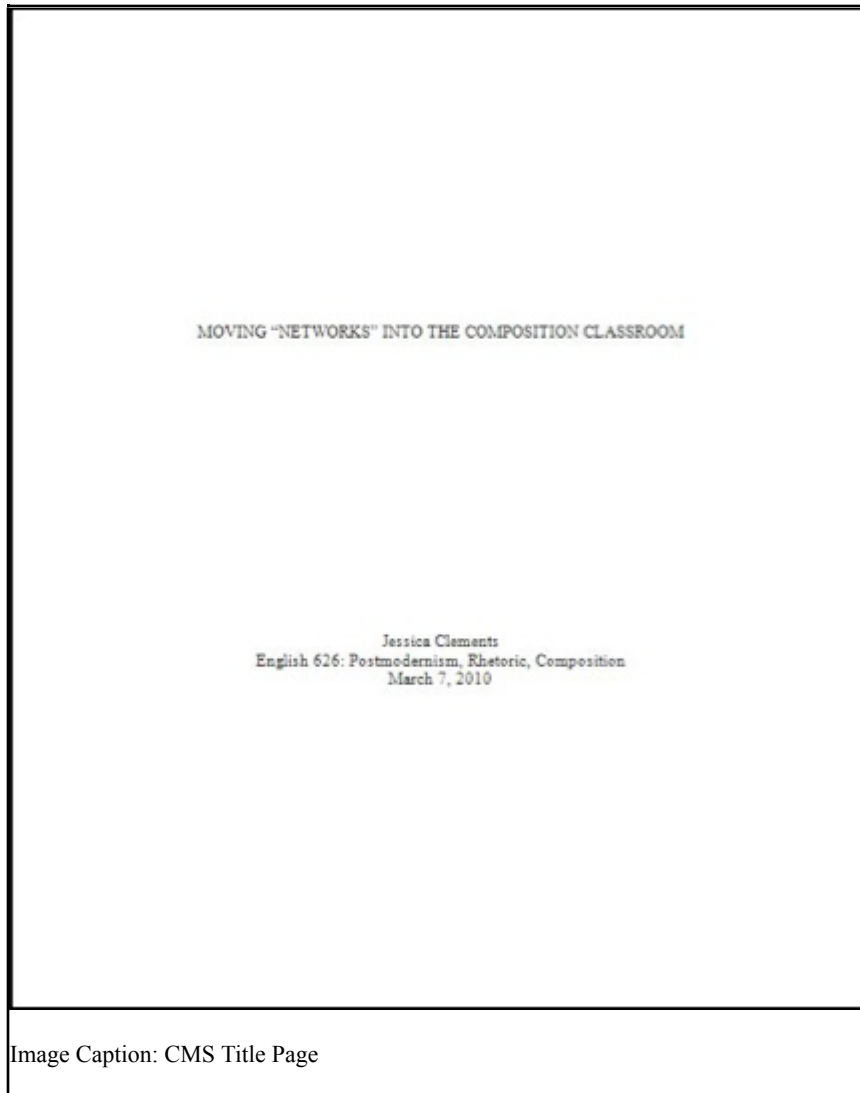 MOVING “NETWORKS” INTO THE COMPOSITION CLASSROOM
Jessica Clements
English 626: Postmodernism, Rhetoric, Composition
March 7, 2010
Image Caption: CMS Title Page